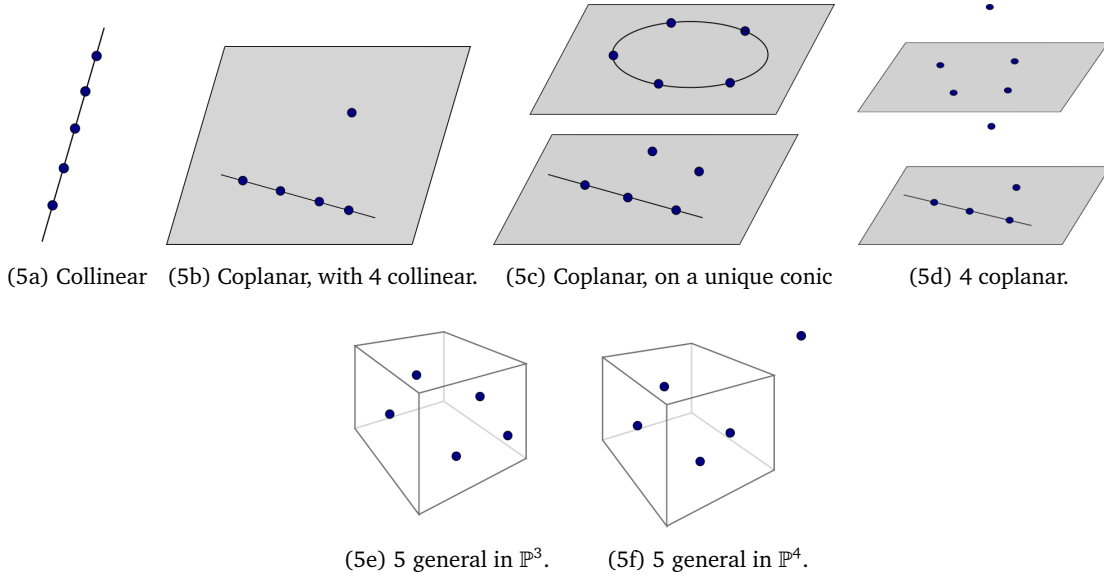 (5a) Collinear (5b) Coplanar, with 4 collinear. (5c) Coplanar, on a unique conic (5d) 4 coplanar.
(5e) 5 general in ℙ³. (5f) 5 general in ℙ⁴.